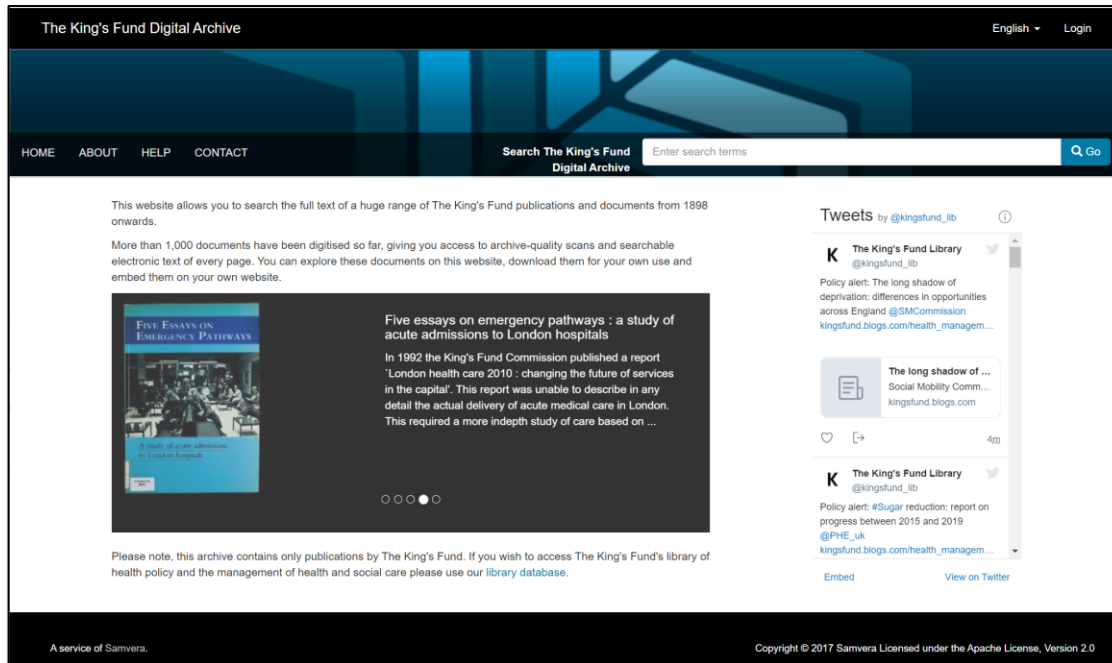 The King's Fund Digital Archive
English
Login
HOME ABOUT HELP CONTACT
Search The King's Fund
Digital Archive
Enter search terms
Go
This website allows you to search the full text of a huge range of The King's Fund publications and documents from 1898
onwards.
More than 1,000 documents have been digitised so far, giving you access to archive-quality scans and searchable
electronic text of every page. You can explore these documents on this website, download them for your own use and
embed them on your own website.
FIVE ESSAYS ON
EMERGENCY PATHWAYS
A study of acute admissions
to London hospitals
Five essays on emergency pathways : a study of
acute admissions to London hospitals
In 1992 the King's Fund Commission published a report
`London health care 2010 : changing the future of services
in the capital'. This report was unable to describe in any
detail the actual delivery of acute medical care in London.
This required a more indepth study of care based on ...
Please note, this archive contains only publications by The King's Fund. If you wish to access The King's Fund's library of
health policy and the management of health and social care please use our library database.
Tweets by @kingsfund_lib
K
The King's Fund Library
@kingsfund_lib
Policy alert: The long shadow of
deprivation: differences in opportunities
across England @SMCommission
kingsfund.blogs.com/health_managem…
The long shadow of ...
Social Mobility Comm...
kingsfund.blogs.com
4m
K
The King's Fund Library
@kingsfund_lib
Policy alert: #Sugar reduction: report on
progress between 2015 and 2019
@PHE_uk
kingsfund.blogs.com/health_managem…
Embed
View on Twitter
A service of Samvera.
Copyright © 2017 Samvera Licensed under the Apache License, Version 2.0